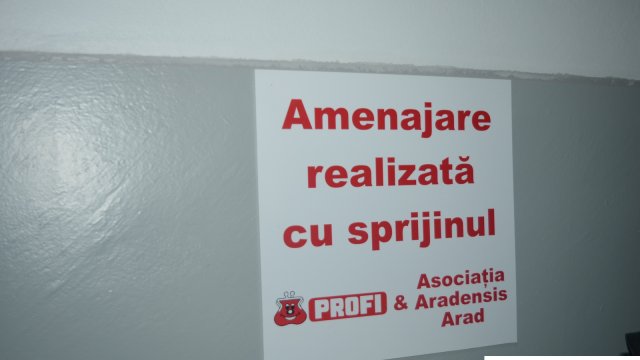 Amenajare
realizată
cu sprijinul
PROFI & Asociația
Aradensis
Arad